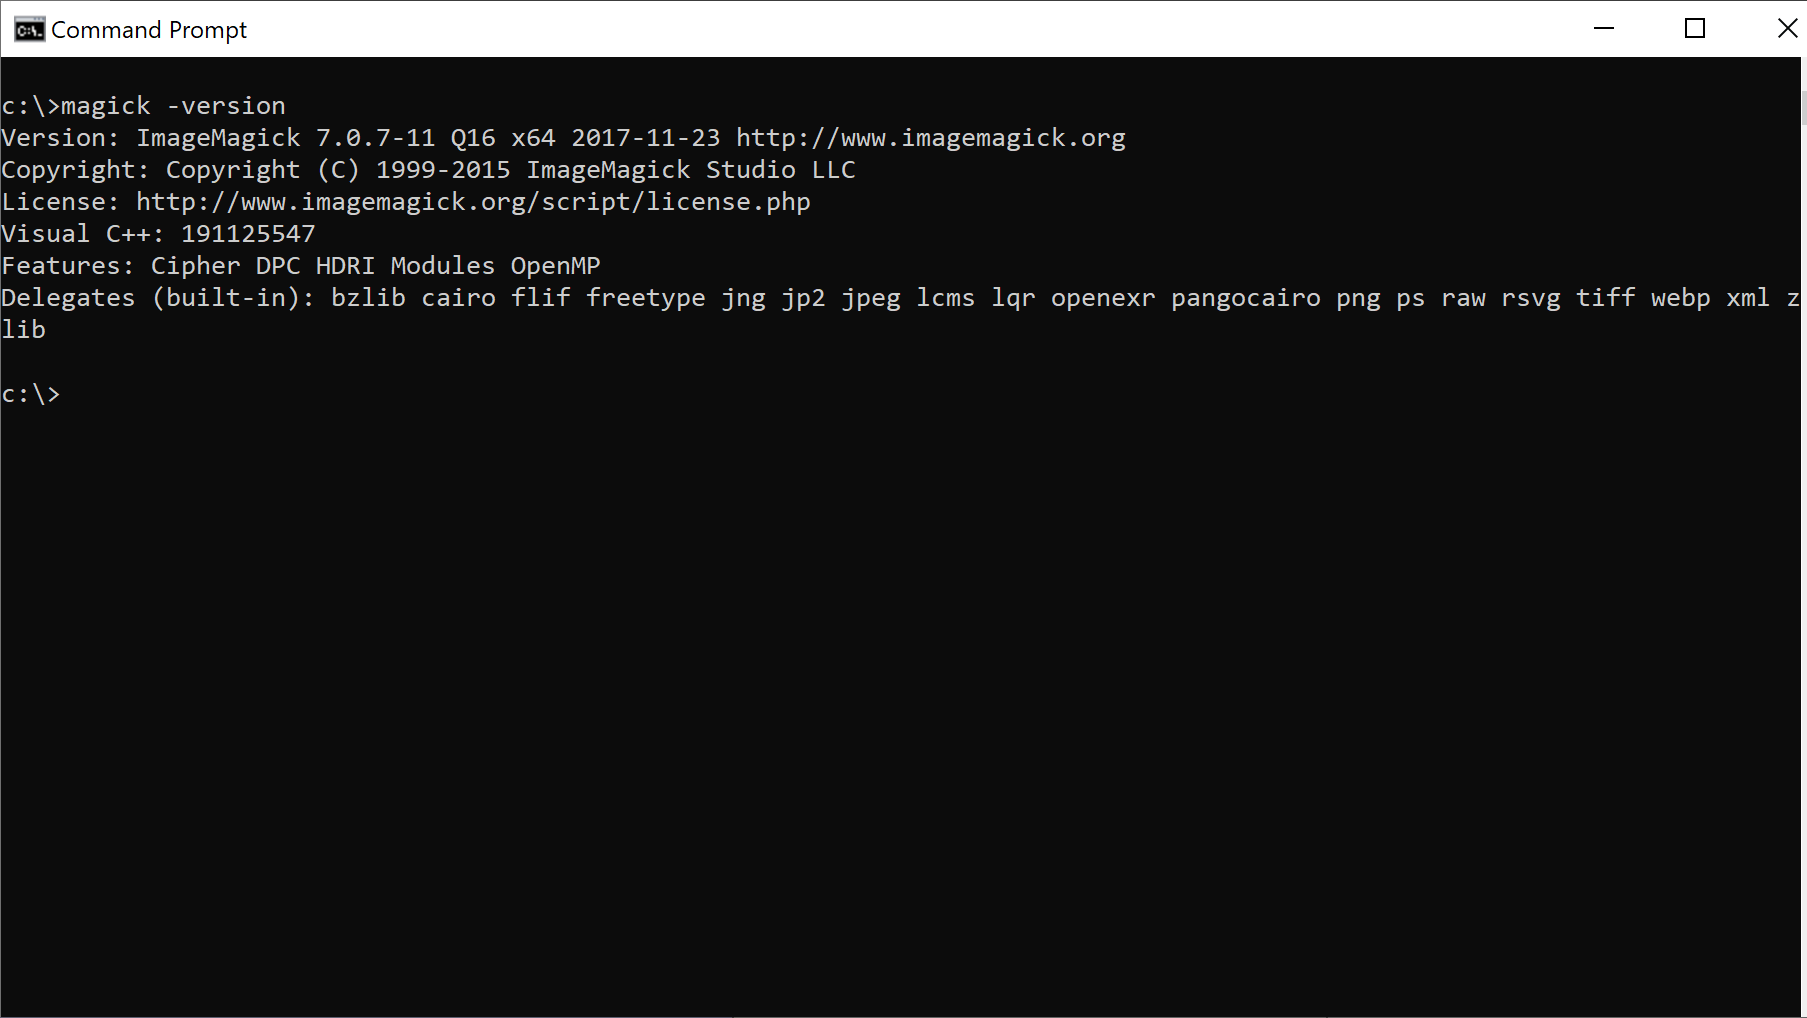 Command Prompt
c:\>magick -version
Version: ImageMagick 7.0.7-11 Q16 x64 2017-11-23 http://www.imagemagick.org
Copyright: Copyright (C) 1999-2015 ImageMagick Studio LLC
License: http://www.imagemagick.org/script/license.php
Visual C++: 191125547
Features: Cipher DPC HDRI Modules OpenMP
Delegates (built-in): bzlib cairo flif freetype jng jp2 jpeg lcms lqr openexr pangocairo png ps raw rsvg tiff webp xml z
lib
c:\>